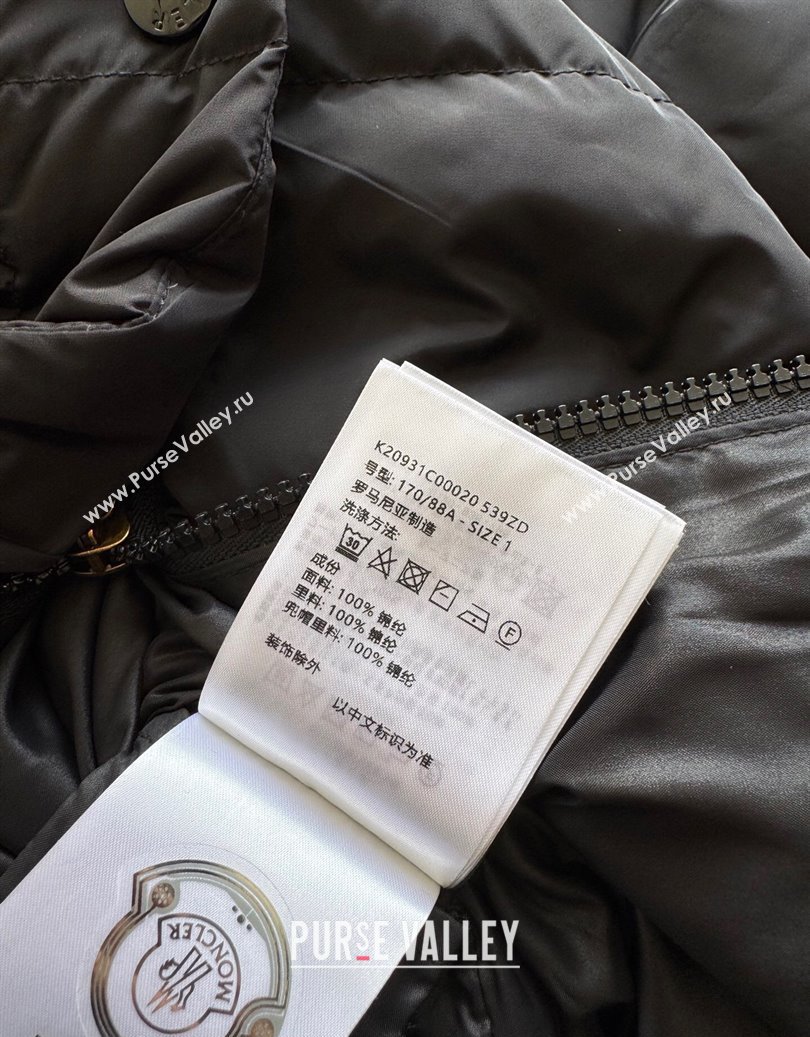 www.PurseValley.ru
www.PurseValley.ru
K20931C00020 539ZD
号型: 170/88A - SIZE 1
罗马尼亚制造
洗涤方法:
30
F
成份
面料: 100% 锦纶
里料: 100% 锦纶
兜帽里料: 100% 锦纶
装饰除外
以中文标识为准
MONCLER
PURSE VALLEY